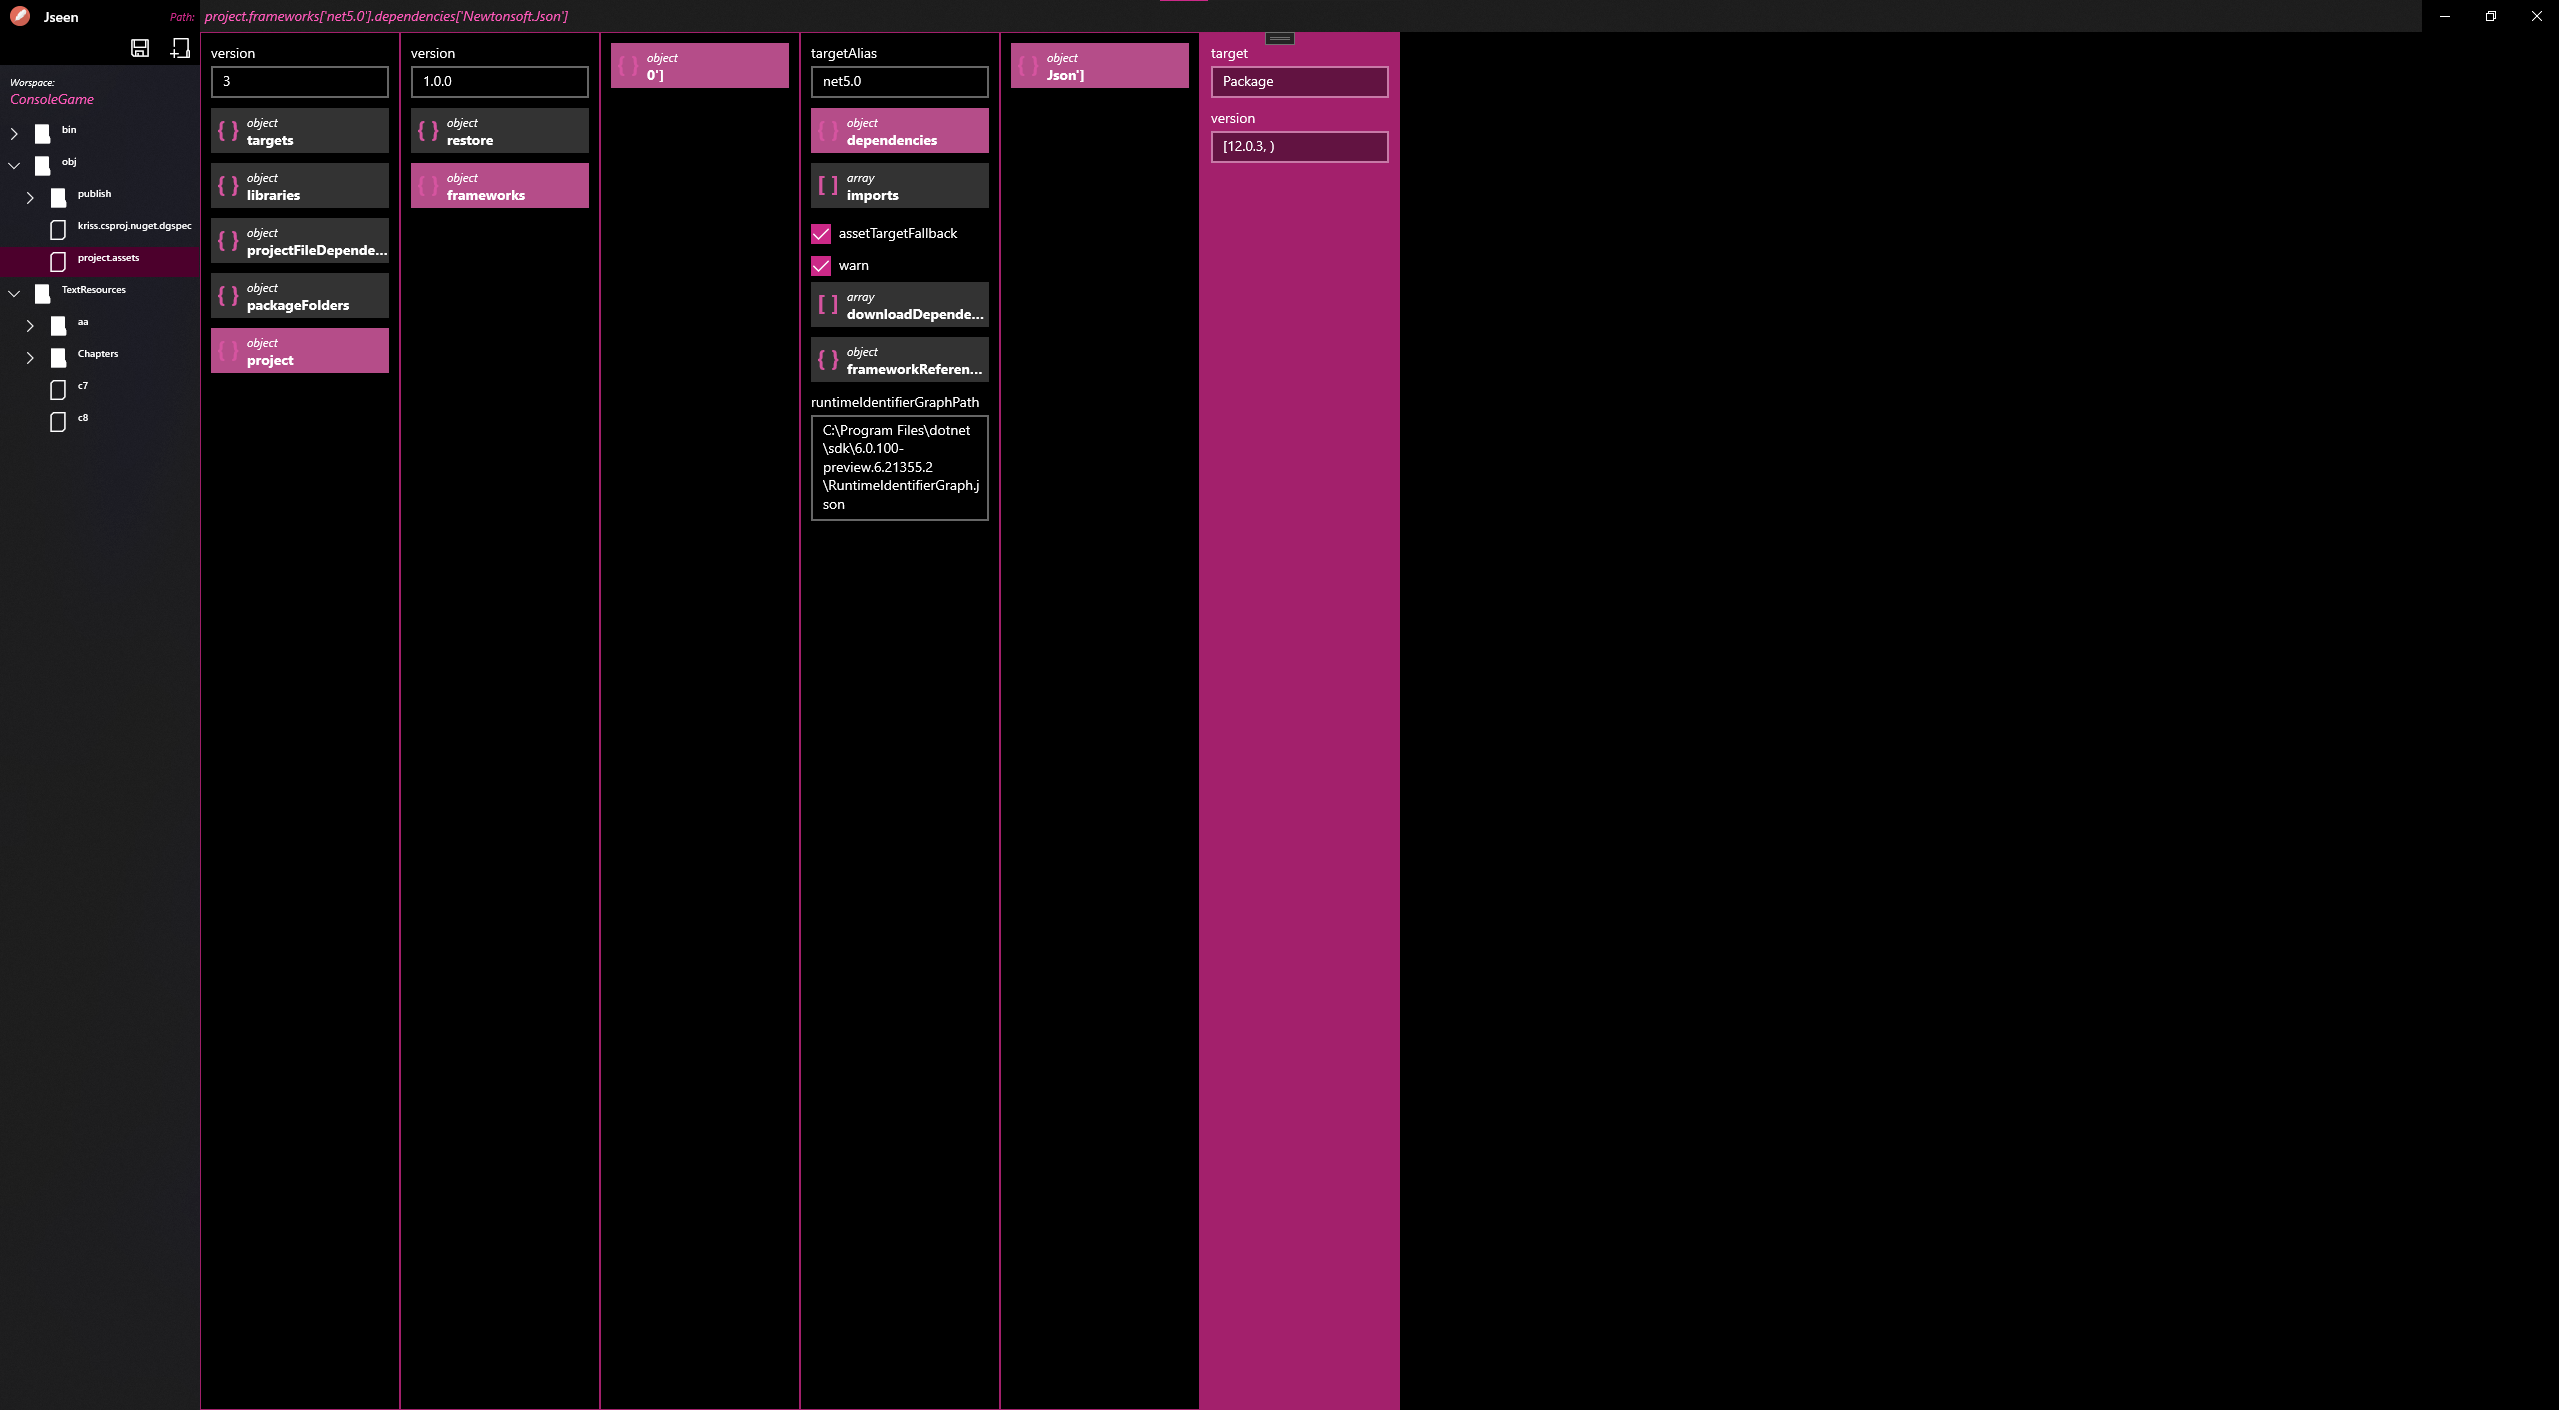 Jseen
Path: project.frameworks['net5.0'].dependencies['Newtonsoft.Json']
Worspace:
ConsoleGame
bin
obj
publish
kriss.csproj.nuget.dgspec
project.assets
TextResources
aa
Chapters
c7
c8
version
3
{ } object
targets
{ } object
libraries
{ } object
projectFileDepende...
{ } object
packageFolders
{ } object
project
version
1.0.0
{ } object
restore
{ } object
frameworks
{ } object
0']
targetAlias
net5.0
{ } object
dependencies
[ ] array
imports
assetTargetFallback
warn
[ ] array
downloadDepende...
{ } object
frameworkReferen...
runtimeIdentifierGraphPath
C:\Program Files\dotnet
\sdk\6.0.100-
preview.6.21355.2
\RuntimeIdentifierGraph.j
son
{ } object
Json']
target
Package
version
[12.0.3, )